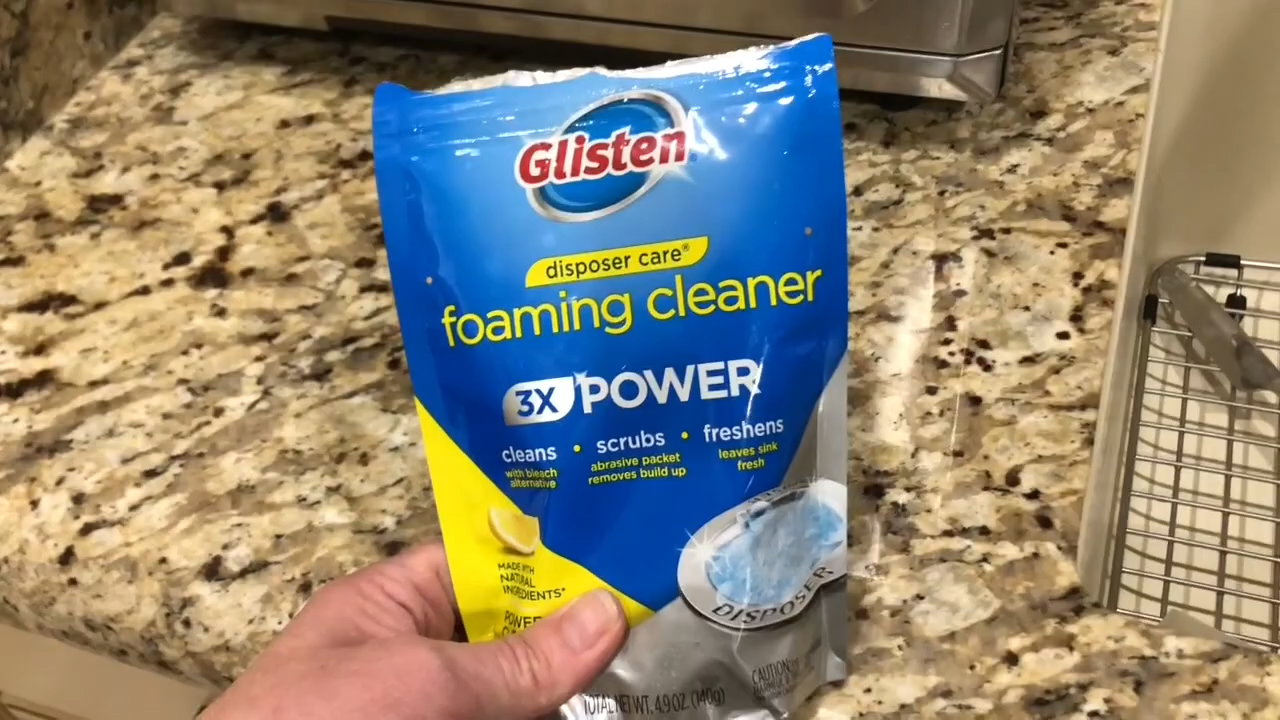 Glisten
disposer care®
foaming cleaner
3X POWER
cleans • scrubs • freshens
with bleach
alternative
abrasive packet
removes build up
leaves sink
fresh
MADE WITH
NATURAL
INGREDIENTS*
POWER
DISPOSER
CAUTION:
TOTAL NET WT. 4.9 OZ. (140g)